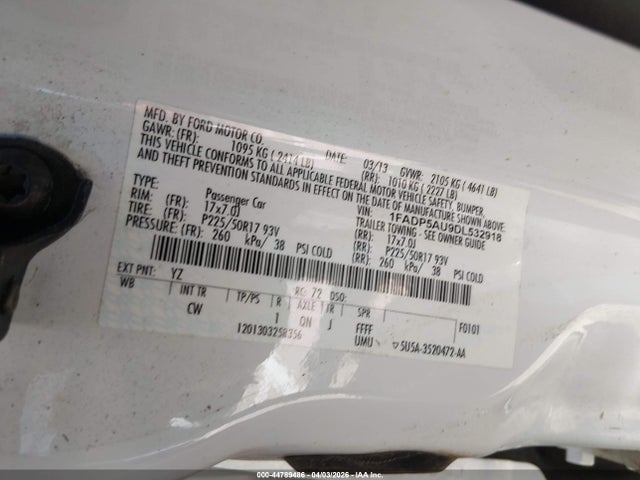 MFD. BY FORD MOTOR CO.
DATE: 03/13 GVWR: 2105 KG ( 4641 LB)
GAWR: (FR): 1095 KG ( 2414 LB) (RR): 1010 KG ( 2227 LB)
THIS VEHICLE CONFORMS TO ALL APPLICABLE FEDERAL MOTOR VEHICLE SAFETY, BUMPER,
AND THEFT PREVENTION STANDARDS IN EFFECT ON THE DATE OF MANUFACTURE SHOWN ABOVE.
VIN: 1FADP5AU9DL532918
TYPE: Passenger Car TRAILER TOWING - SEE OWNER GUIDE
RIM: (FR): 17x7.0J (RR): 17x7.0J
TIRE: (FR): P225/50R17 93V (RR): P225/50R17 93V
PRESSURE: (FR): 260 kPa/ 38 PSI COLD (RR): 260 kPa/ 38 PSI COLD
EXT PNT: YZ RC: 72 DSO: F0101
WB INT TR TP/PS R AXLE TR SPR
CW I ON J FFFF
1201303258356 UMU 5U5A-3520472-AA
000-44789486 - 04/03/2026 - IAA Inc.